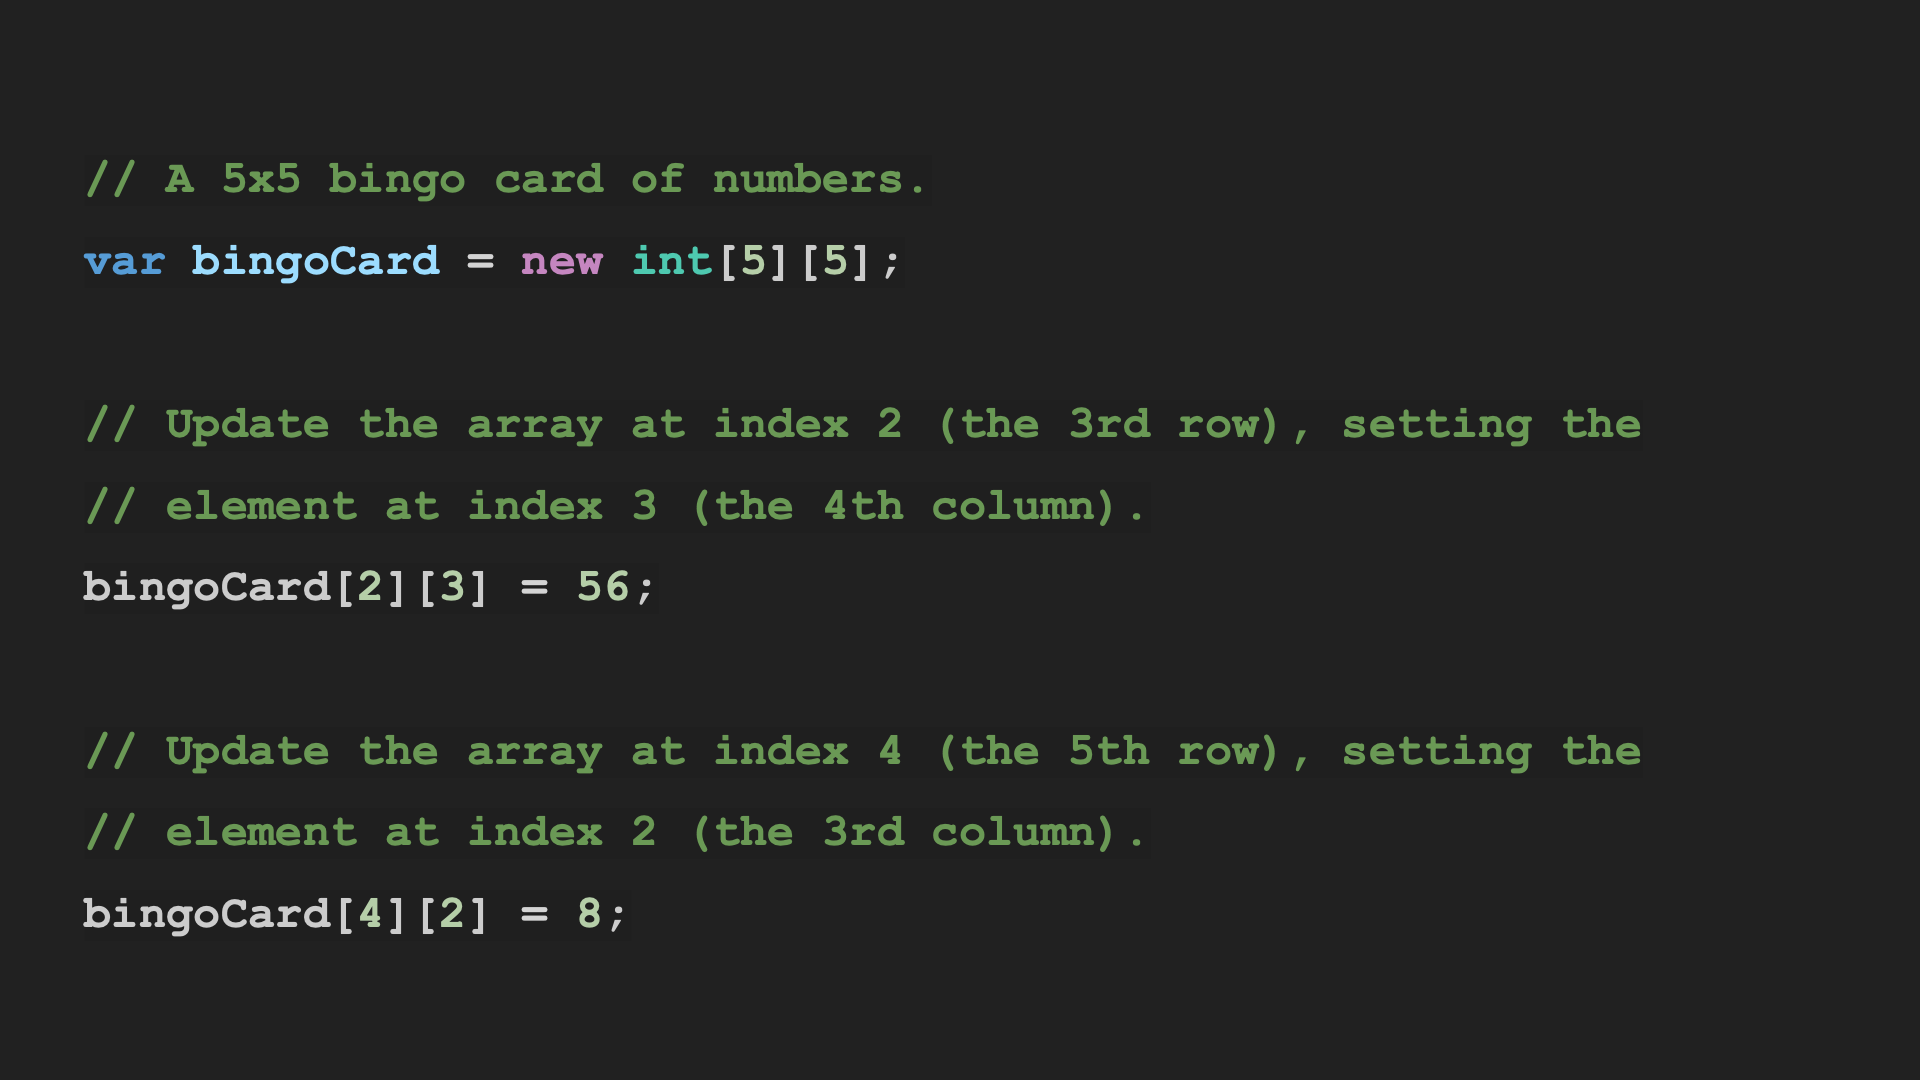 // A 5x5 bingo card of numbers.
var bingoCard = new int[5][5];
// Update the array at index 2 (the 3rd row), setting the
// element at index 3 (the 4th column).
bingoCard[2][3] = 56;
// Update the array at index 4 (the 5th row), setting the
// element at index 2 (the 3rd column).
bingoCard[4][2] = 8;